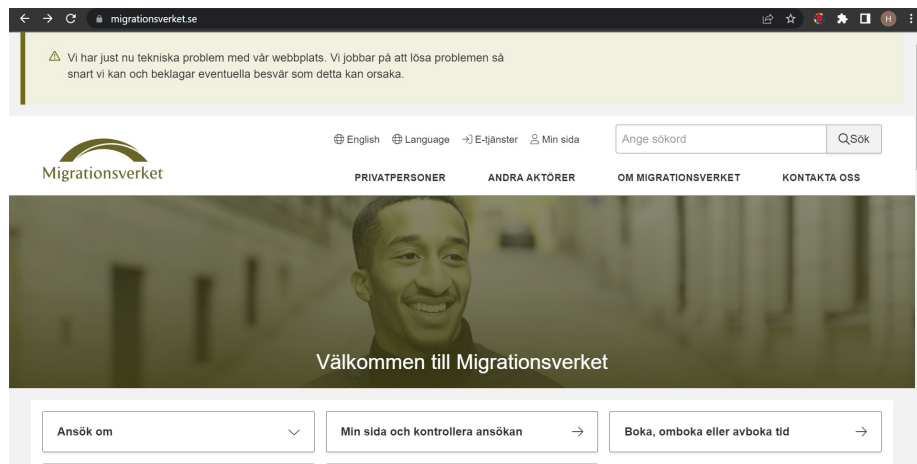 migrationsverket.se
H
Vi har just nu tekniska problem med vår webbplats. Vi jobbar på att lösa problemen så
snart vi kan och beklagar eventuella besvär som detta kan orsaka.
English Language E-tjänster Min sida
Ange sökord Sök
Migrationsverket
PRIVATPERSONER ANDRA AKTÖRER OM MIGRATIONSVERKET KONTAKTA OSS
Välkommen till Migrationsverket
Ansök om Min sida och kontrollera ansökan Boka, omboka eller avboka tid